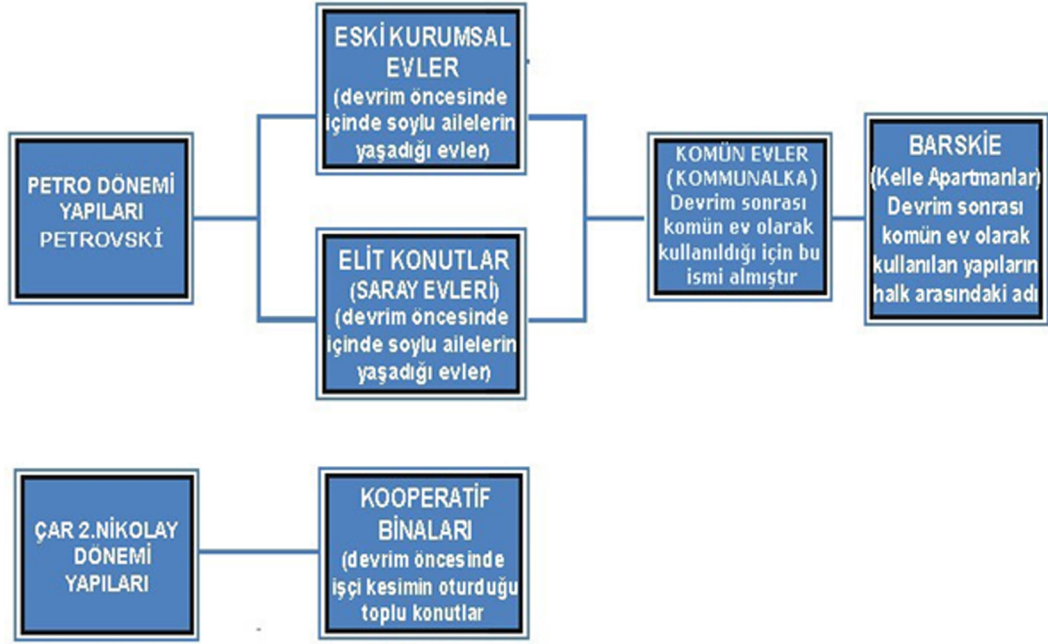 PETRO DÖNEMİ
YAPILARI
PETROVSKİ
ESKİ KURUMSAL
EVLER
(devrim öncesinde
içinde soylu ailelerin
yaşadığı evler)
ELİT KONUTLAR
(SARAY EVLERİ)
(devrim öncesinde
içinde soylu ailelerin
yaşadığı evler)
KOMÜN EVLER
(KOMMUNALKA)
Devrim sonrası
komün ev olarak
kullanıldığı için bu
ismi almıştır
BARSKİE
(Kelle Apartmanlar)
Devrim sonrası
komün ev olarak
kullanılan yapıların
halk arasındaki adı
ÇAR 2.NİKOLAY
DÖNEMİ
YAPILARI
KOOPERATİF
BİNALARI
(devrim öncesinde
işçi kesimin oturduğu
toplu konutlar